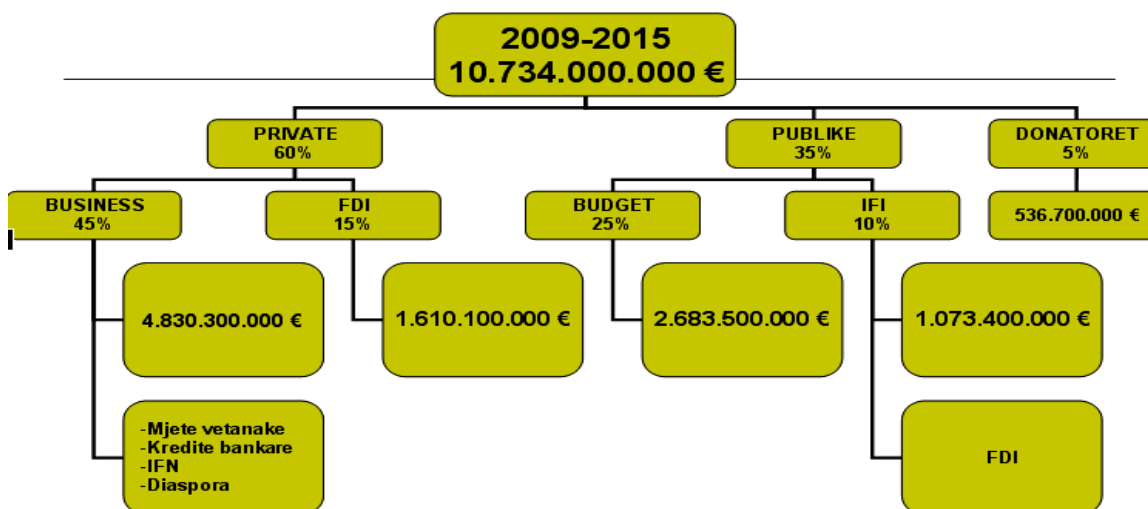 2009-2015
10.734.000.000 €
PRIVATE
60%
PUBLIKE
35%
DONATORET
5%
BUSINESS
45%
FDI
15%
BUDGET
25%
IFI
10%
536.700.000 €
4.830.300.000 €
1.610.100.000 €
2.683.500.000 €
1.073.400.000 €
-Mjete vetanake
-Kredite bankare
-IFN
-Diaspora
FDI